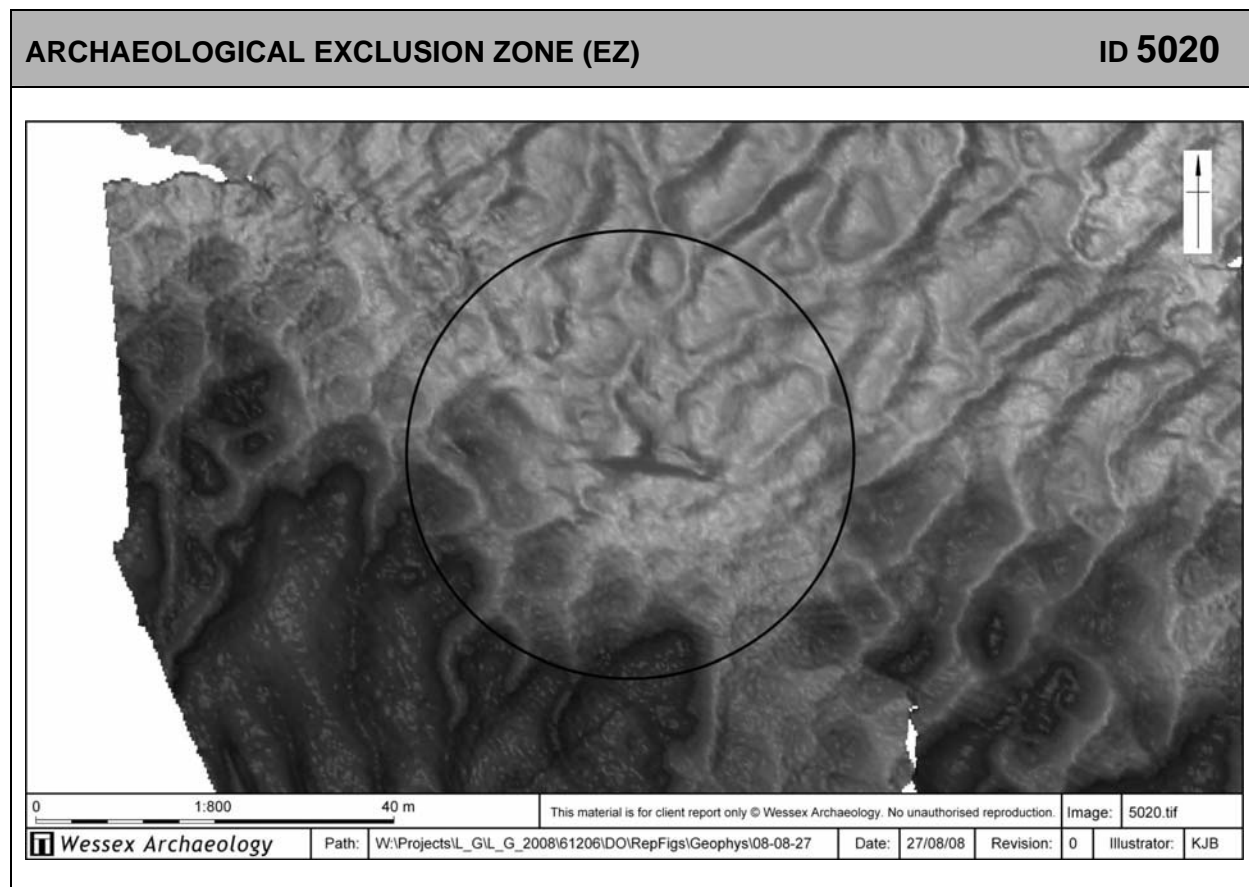 ARCHAEOLOGICAL EXCLUSION ZONE (EZ) ID 5020
0 1:800 40 m
This material is for client report only © Wessex Archaeology. No unauthorised reproduction.
Image: 5020.tif
Wessex Archaeology
Path: W:\Projects\L_G\L_G_2008\61206\DO\RepFigs\Geophys\08-08-27
Date: 27/08/08
Revision: 0
Illustrator: KJB